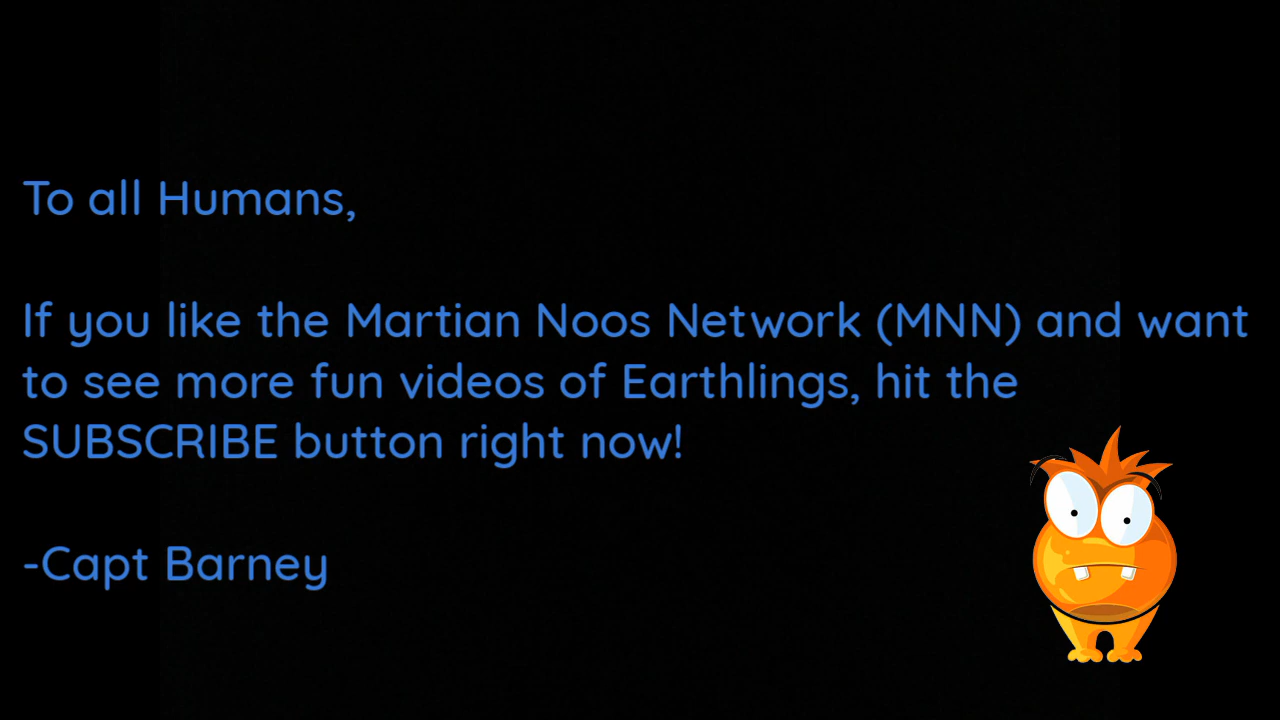 To all Humans,
If you like the Martian Noos Network (MNN) and want
to see more fun videos of Earthlings, hit the
SUBSCRIBE button right now!
-Capt Barney